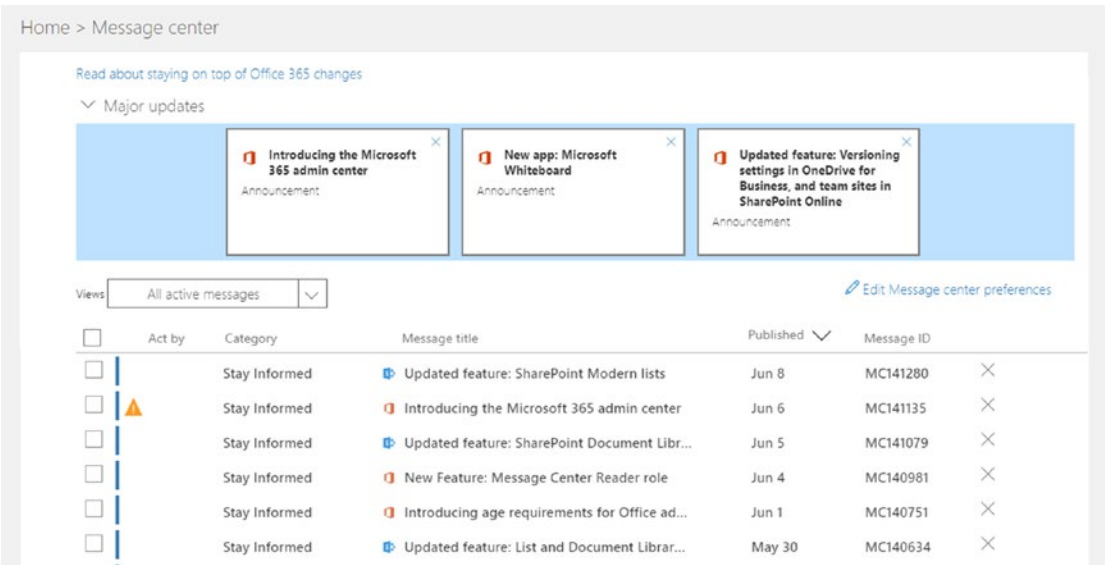 Home > Message center
Read about staying on top of Office 365 changes
Major updates
Introducing the Microsoft
365 admin center
Announcement
New app: Microsoft
Whiteboard
Announcement
Updated feature: Versioning
settings in OneDrive for
Business, and team sites in
SharePoint Online
Announcement
Views All active messages
Edit Message center preferences
Act by Category Message title Published Message ID
Stay Informed Updated feature: SharePoint Modern lists Jun 8 MC141280
Stay Informed Introducing the Microsoft 365 admin center Jun 6 MC141135
Stay Informed Updated feature: SharePoint Document Libr... Jun 5 MC141079
Stay Informed New Feature: Message Center Reader role Jun 4 MC140981
Stay Informed Introducing age requirements for Office ad... Jun 1 MC140751
Stay Informed Updated feature: List and Document Librar... May 30 MC140634